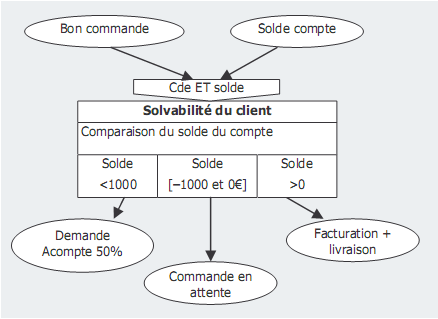 Bon commande
Solde compte
Cde ET solde
Solvabilité du client
Comparaison du solde du compte
Solde
<1000
Solde
[−1000 et 0€]
Solde
>0
Demande
Acompte 50%
Commande en
attente
Facturation +
livraison